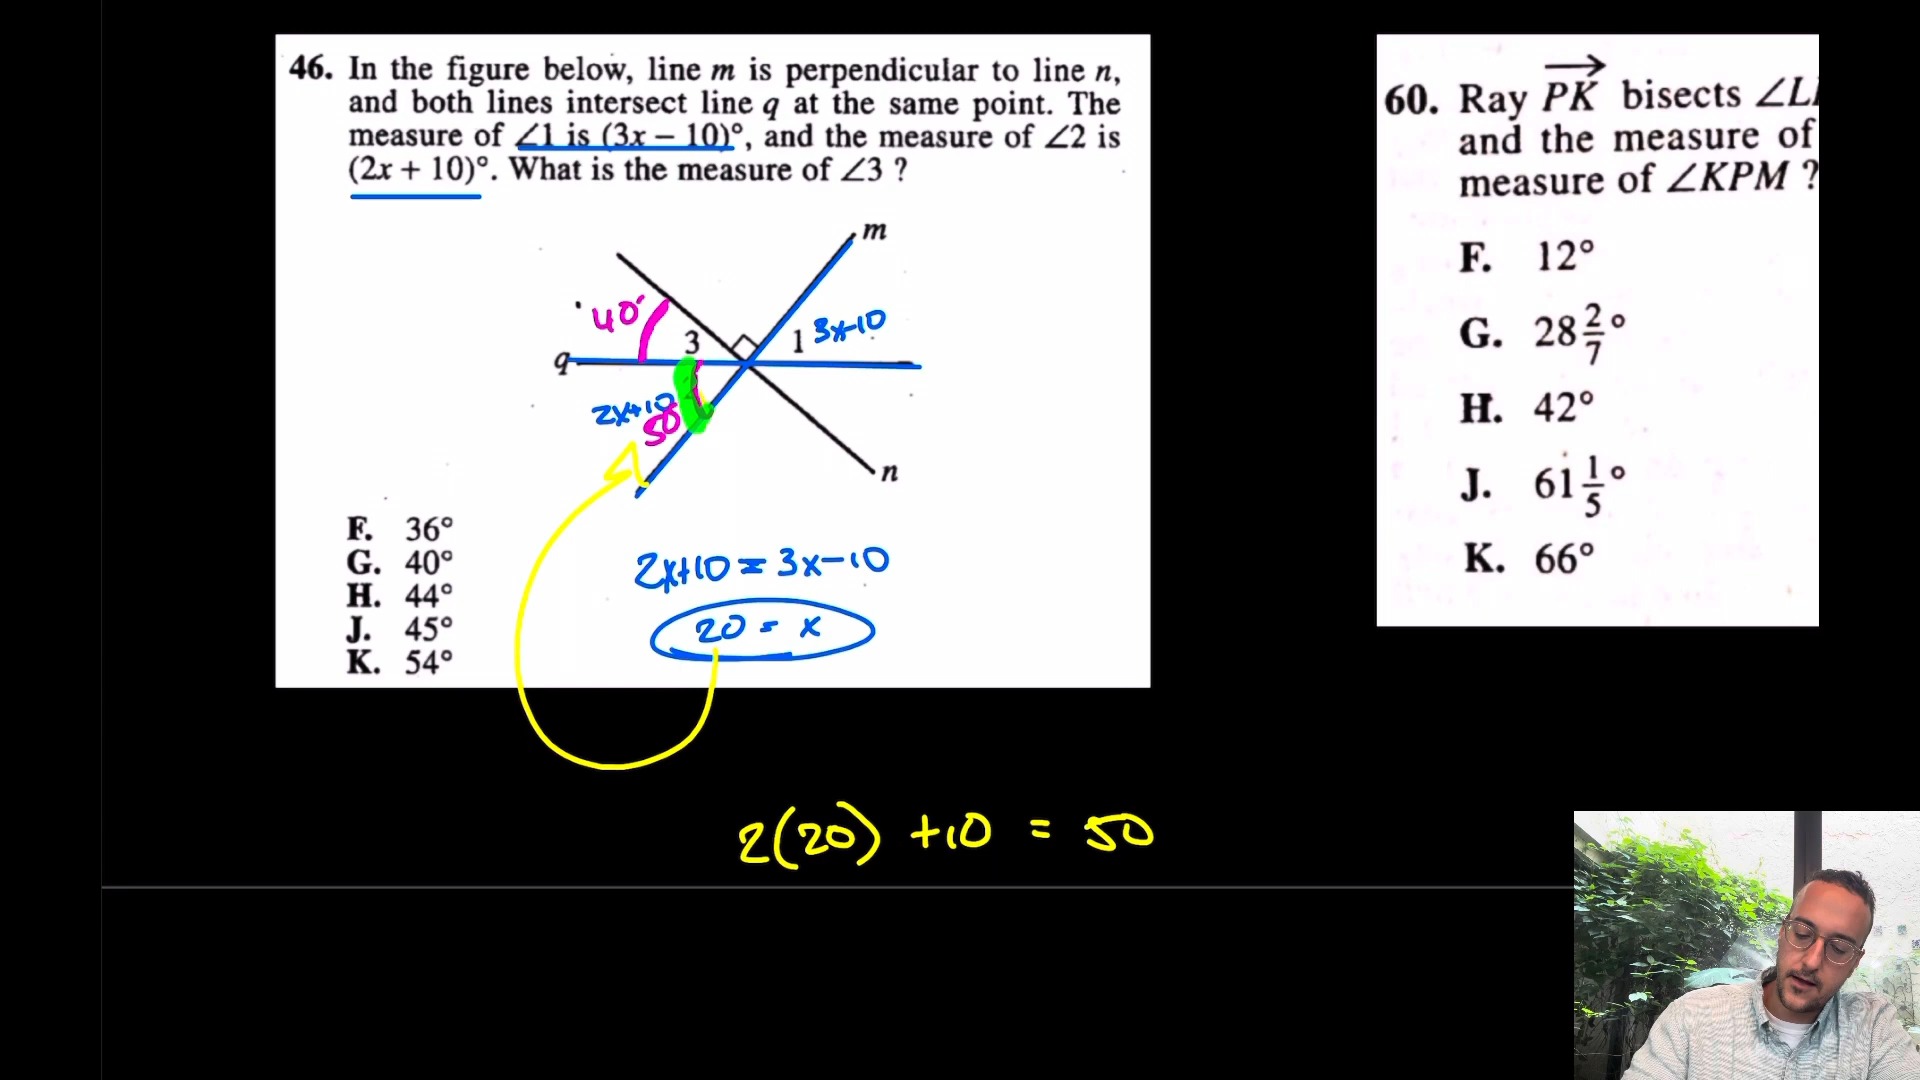 46. In the figure below, line m is perpendicular to line n,
and both lines intersect line q at the same point. The
measure of ∠1 is (3x – 10)°, and the measure of ∠2 is
(2x + 10)°. What is the measure of ∠3 ?
m
40°
3
1 3x-10
q
2x+10
50
n
F. 36°
G. 40°
H. 44°
J. 45°
K. 54°
2x+10 = 3x-10
20 = x
2(20) +10 = 50
60. Ray PK bisects ∠L
and the measure of
measure of ∠KPM ?
F. 12°
G. 28 2/7°
H. 42°
J. 61 1/5°
K. 66°